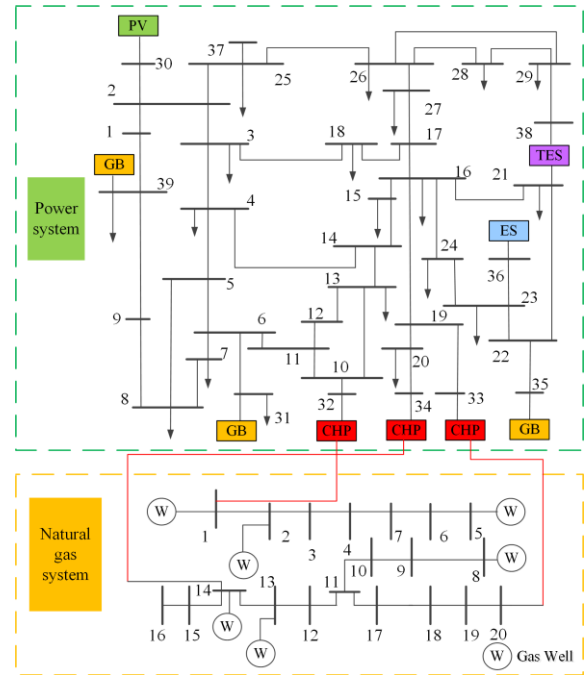 PV
37
30
25
26
28
29
2
27
38
1
3
18
17
TES
GB
16
21
39
15
Power
system
4
ES
14
24
13
36
5
23
12
9
6
19
22
7
11
10
20
8
31
32
34
33
35
GB
CHP
CHP
CHP
GB
W
W
1
2
3
4
7
6
5
Natural
gas
system
W
W
10
9
8
14
13
11
16
15
12
17
18
19
20
W
W
W
Gas Well